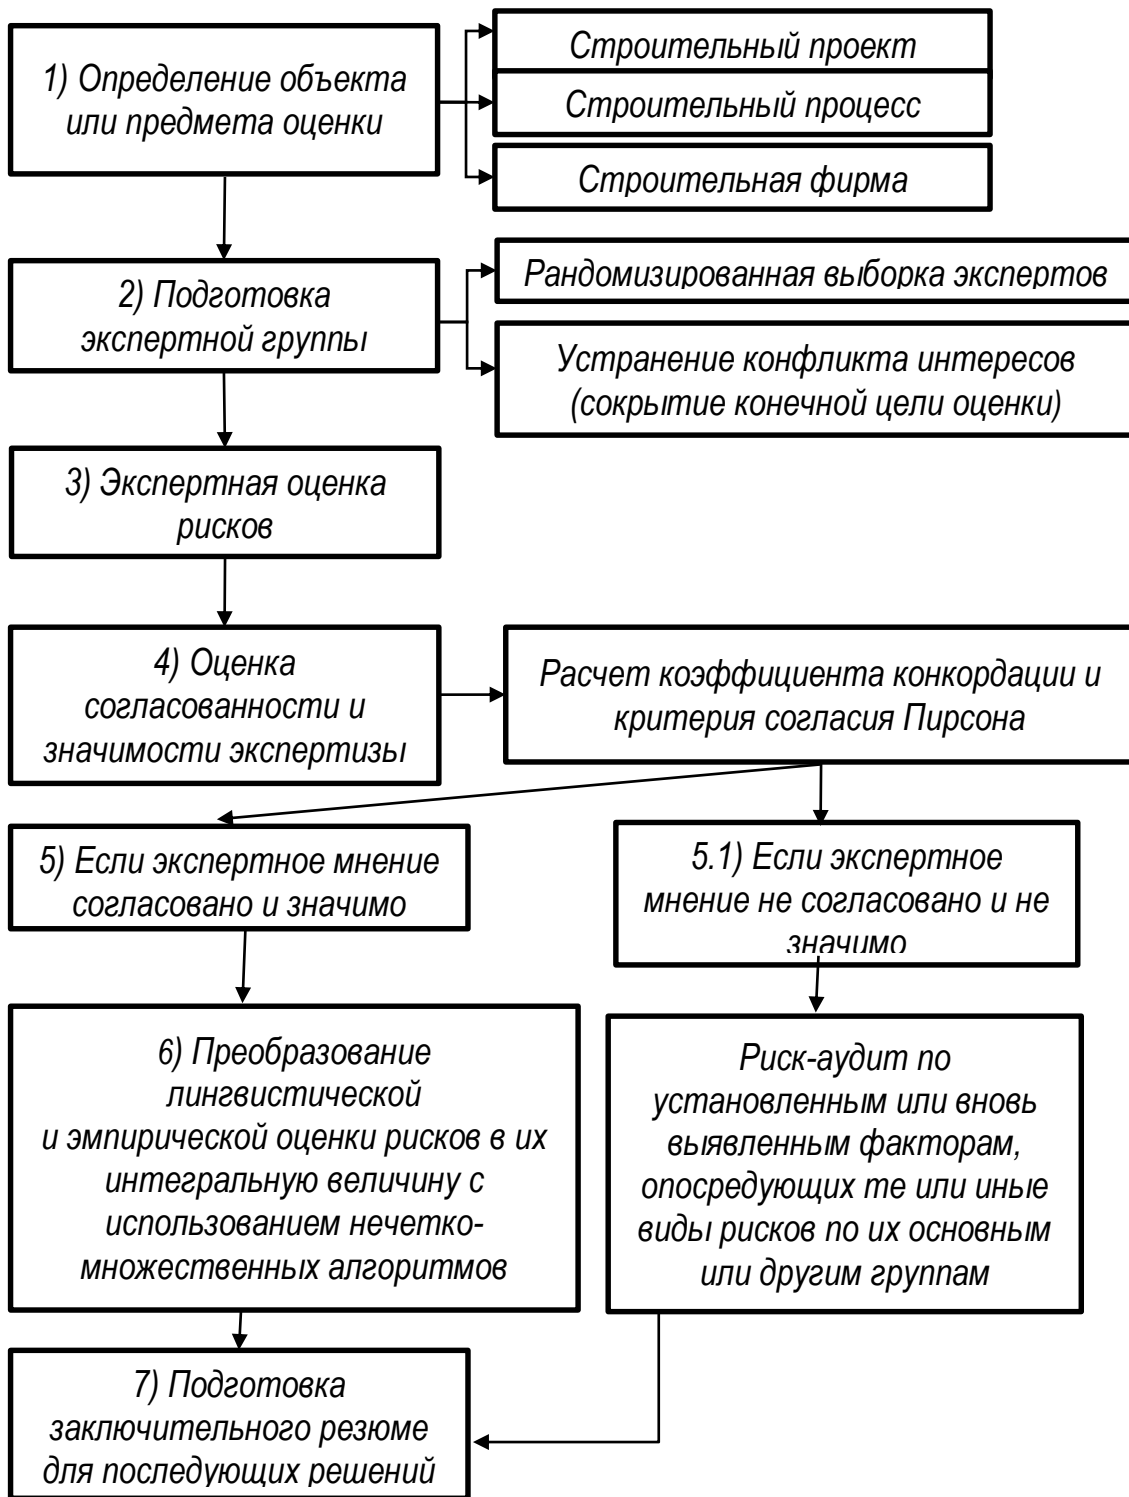 1) Определение объекта
или предмета оценки
Строительный проект
Строительный процесс
Строительная фирма
2) Подготовка
экспертной группы
Рандомизированная выборка экспертов
Устранение конфликта интересов
(сокрытие конечной цели оценки)
3) Экспертная оценка
рисков
4) Оценка
согласованности и
значимости экспертизы
Расчет коэффициента конкордации и
критерия согласия Пирсона
5) Если экспертное мнение
согласовано и значимо
5.1) Если экспертное
мнение не согласовано и не
значимо
6) Преобразование
лингвистической
и эмпирической оценки рисков в их
интегральную величину с
использованием нечетко-
множественных алгоритмов
Риск-аудит по
установленным или вновь
выявленным факторам,
опосредующих те или иные
виды рисков по их основным
или другим группам
7) Подготовка
заключительного резюме
для последующих решений